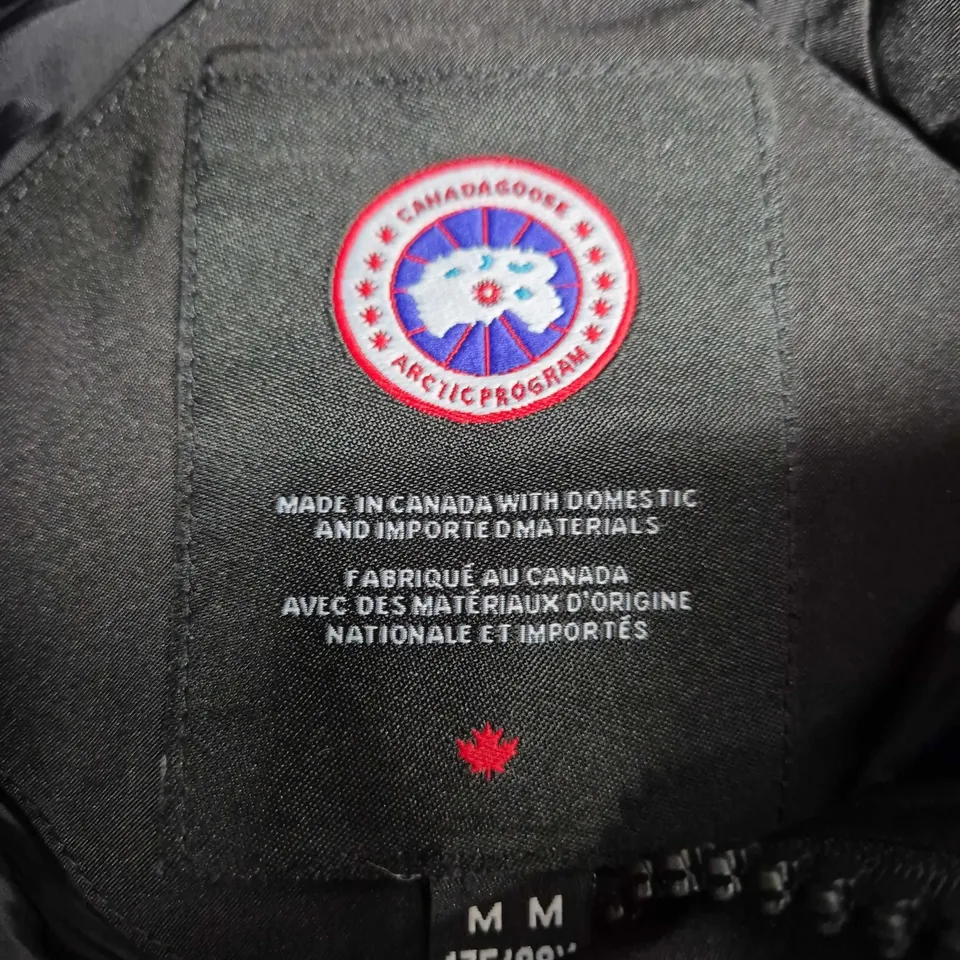 CANADA GOOSE
ARCTIC PROGRAM
MADE IN CANADA WITH DOMESTIC
AND IMPORTED MATERIALS
FABRIQUÉ AU CANADA
AVEC DES MATÉRIAUX D'ORIGINE
NATIONALE ET IMPORTÉS
M M